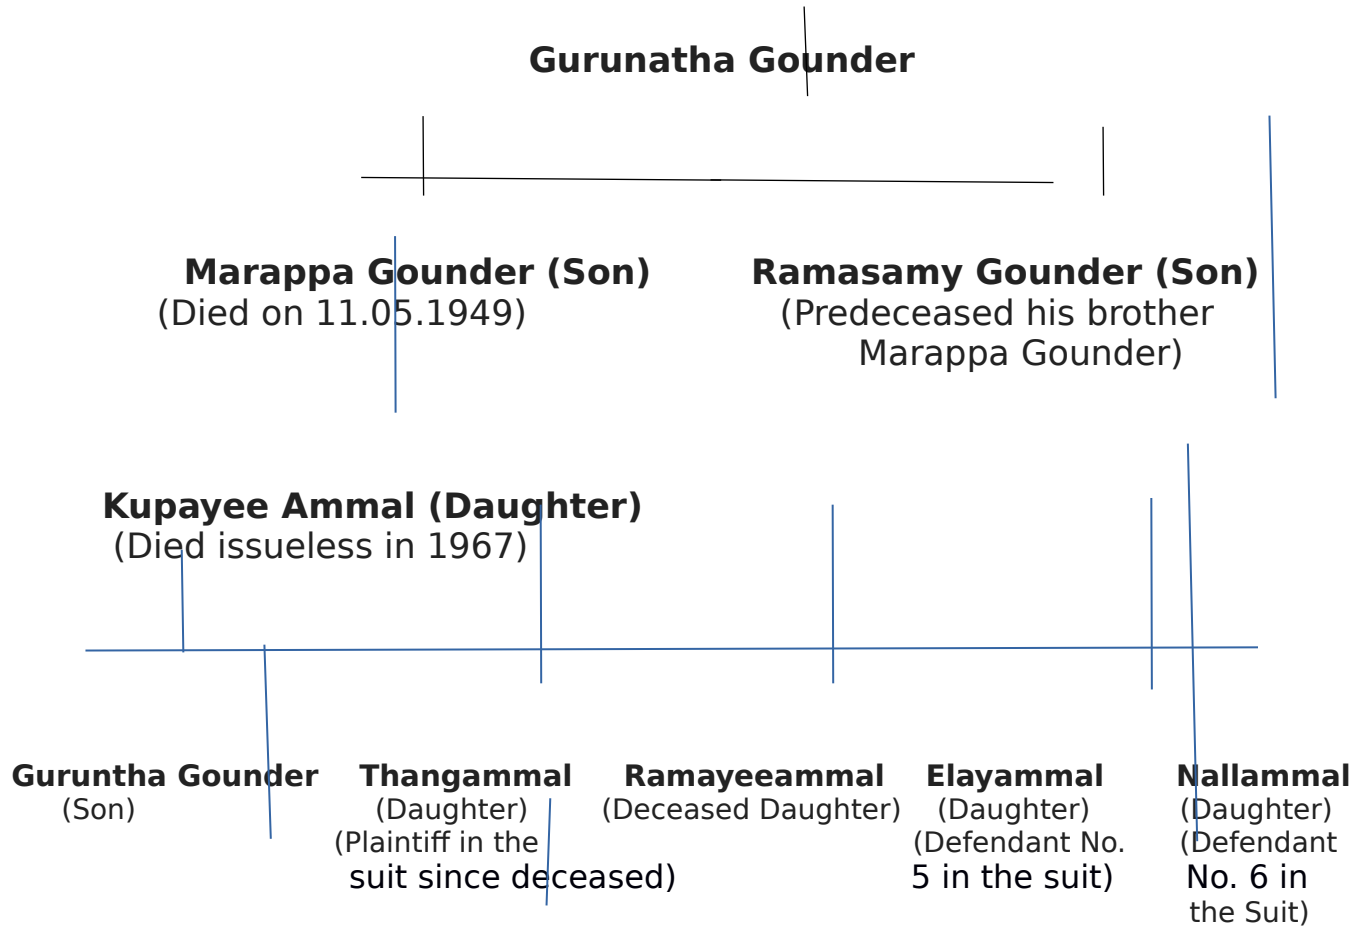 Gurunatha Gounder
Marappa Gounder (Son)
(Died on 11.05.1949)
Ramasamy Gounder (Son)
(Predeceased his brother
Marappa Gounder)
Kupayee Ammal (Daughter)
(Died issueless in 1967)
Guruntha Gounder
(Son)
Thangammal
(Daughter)
(Plaintiff in the
suit since deceased)
Ramayeeammal
(Deceased Daughter)
Elayammal
(Daughter)
(Defendant No.
5 in the suit)
Nallammal
(Daughter)
(Defendant
No. 6 in
the Suit)